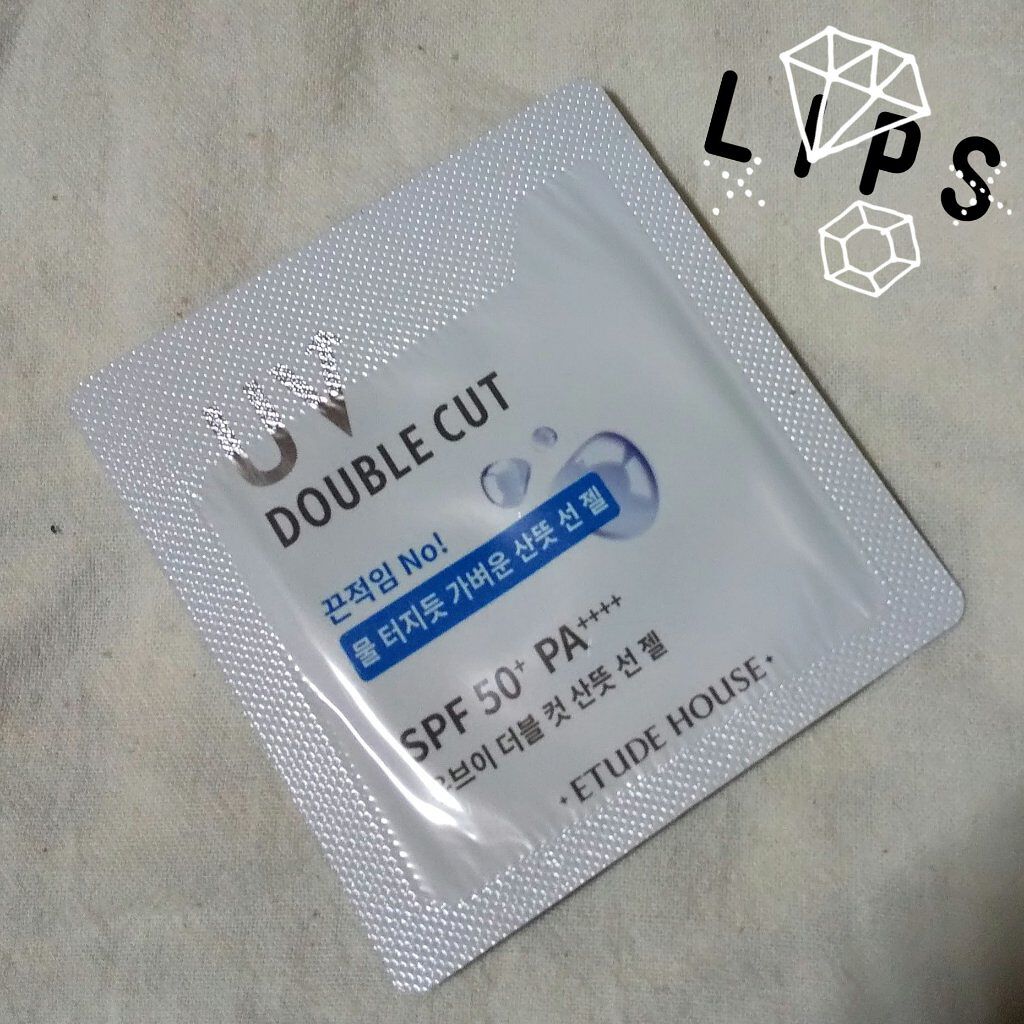 LIPS
UV
DOUBLE CUT
끈적임 No!
물 터지듯 가벼운 산뜻 선 젤
SPF 50+ PA++++
유브이 더블 컷 산뜻 선 젤
ETUDE HOUSE